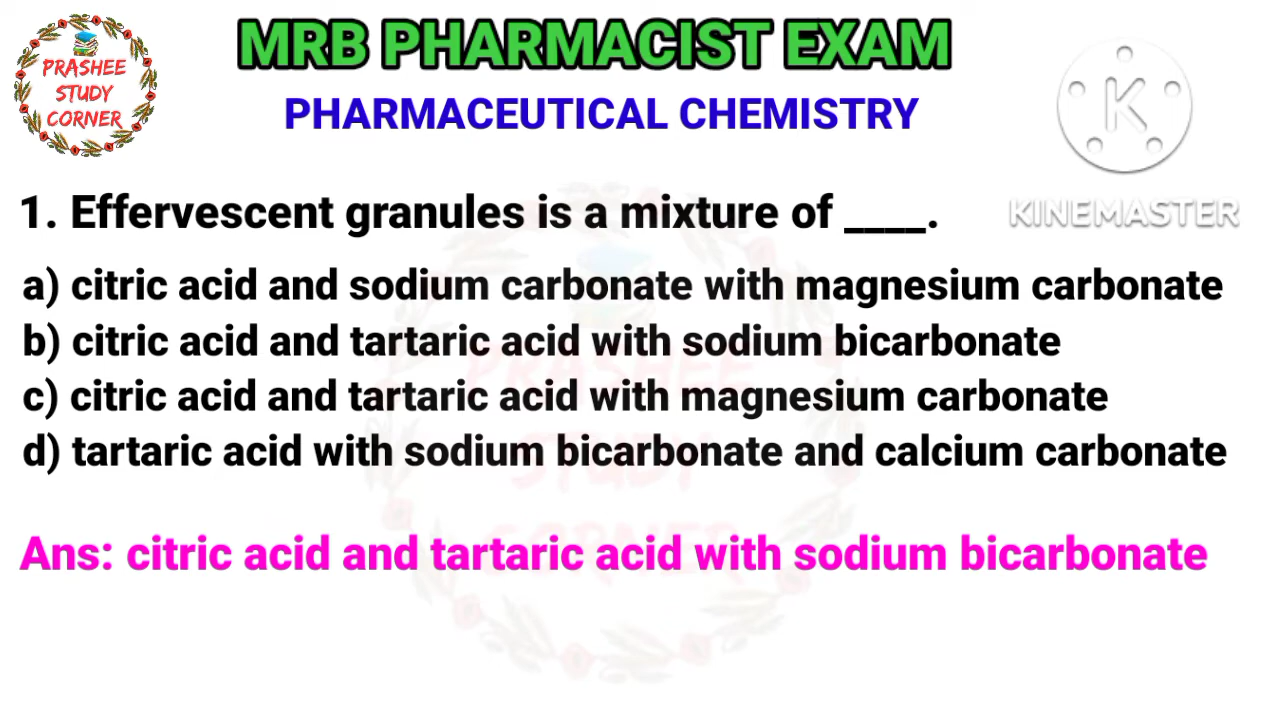 MRB PHARMACIST EXAM
PRASHEE
STUDY
CORNER
PHARMACEUTICAL CHEMISTRY
K
KINEMASTER
1. Effervescent granules is a mixture of ____.
a) citric acid and sodium carbonate with magnesium carbonate
b) citric acid and tartaric acid with sodium bicarbonate
c) citric acid and tartaric acid with magnesium carbonate
d) tartaric acid with sodium bicarbonate and calcium carbonate
Ans: citric acid and tartaric acid with sodium bicarbonate
PRASHEE
STUDY
CORNER